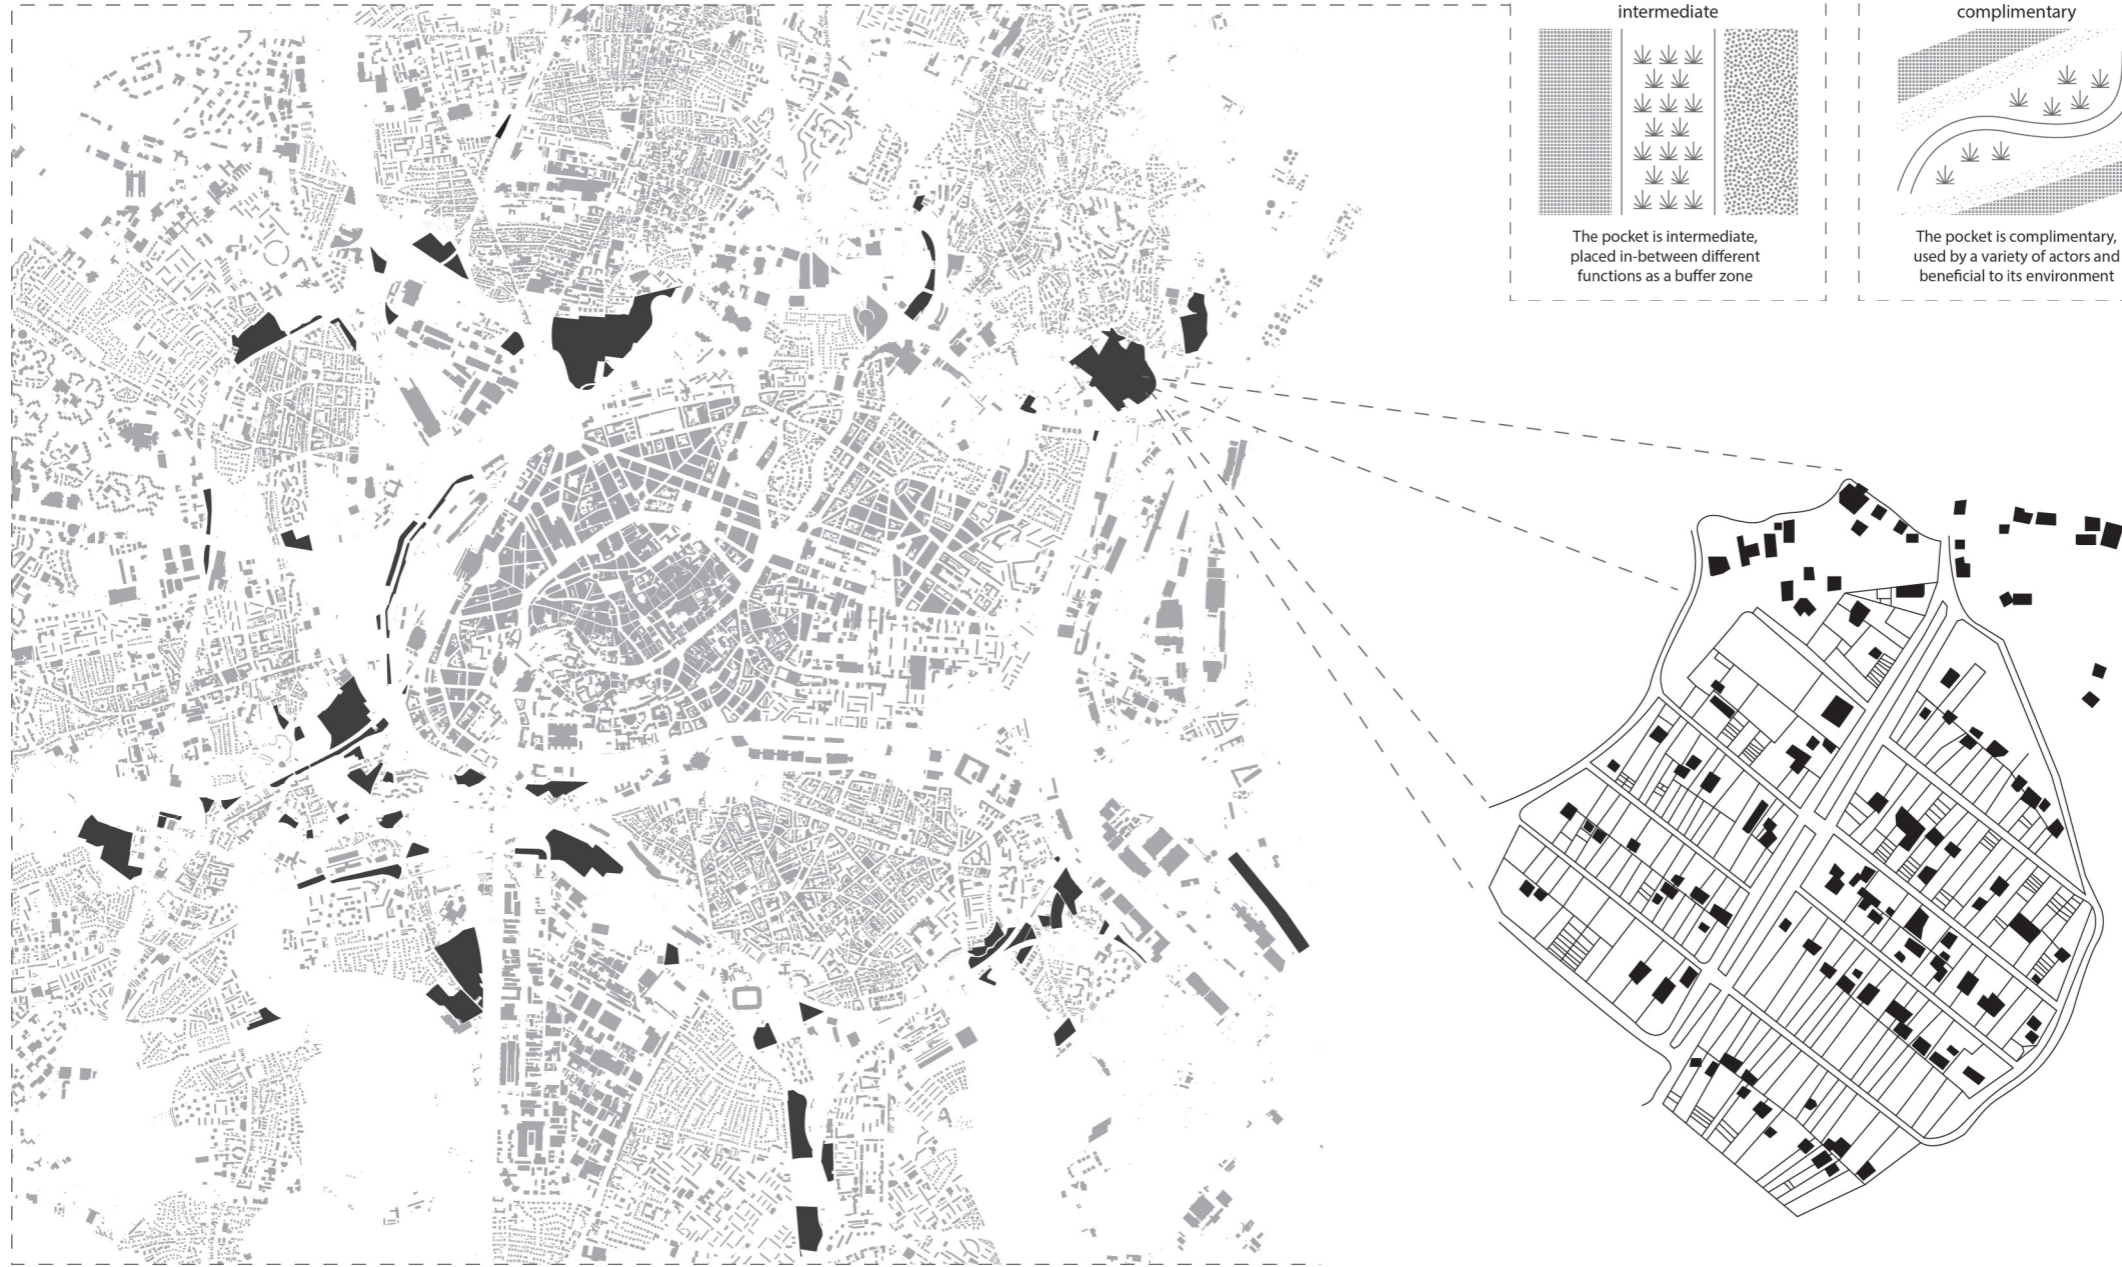 intermediate
The pocket is intermediate,
placed in-between different
functions as a buffer zone
complimentary
The pocket is complimentary,
used by a variety of actors and
beneficial to its environment